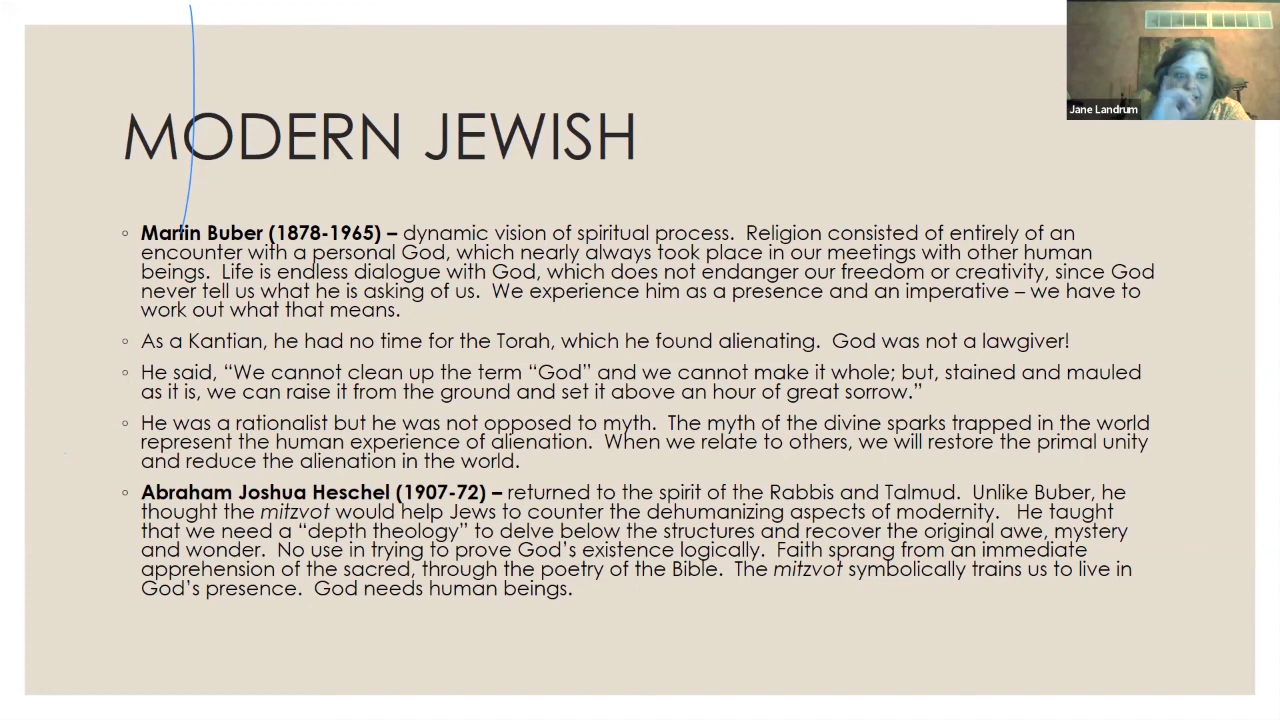 Jane Landrum
MODERN JEWISH
◦ Martin Buber (1878-1965) – dynamic vision of spiritual process. Religion consisted of entirely of an
encounter with a personal God, which nearly always took place in our meetings with other human
beings. Life is endless dialogue with God, which does not endanger our freedom or creativity, since God
never tell us what he is asking of us. We experience him as a presence and an imperative – we have to
work out what that means.
◦ As a Kantian, he had no time for the Torah, which he found alienating. God was not a lawgiver!
◦ He said, “We cannot clean up the term “God” and we cannot make it whole; but, stained and mauled
as it is, we can raise it from the ground and set it above an hour of great sorrow.”
◦ He was a rationalist but he was not opposed to myth. The myth of the divine sparks trapped in the world
represent the human experience of alienation. When we relate to others, we will restore the primal unity
and reduce the alienation in the world.
◦ Abraham Joshua Heschel (1907-72) – returned to the spirit of the Rabbis and Talmud. Unlike Buber, he
thought the mitzvot would help Jews to counter the dehumanizing aspects of modernity. He taught
that we need a “depth theology” to delve below the structures and recover the original awe, mystery
and wonder. No use in trying to prove God’s existence logically. Faith sprang from an immediate
apprehension of the sacred, through the poetry of the Bible. The mitzvot symbolically trains us to live in
God’s presence. God needs human beings.